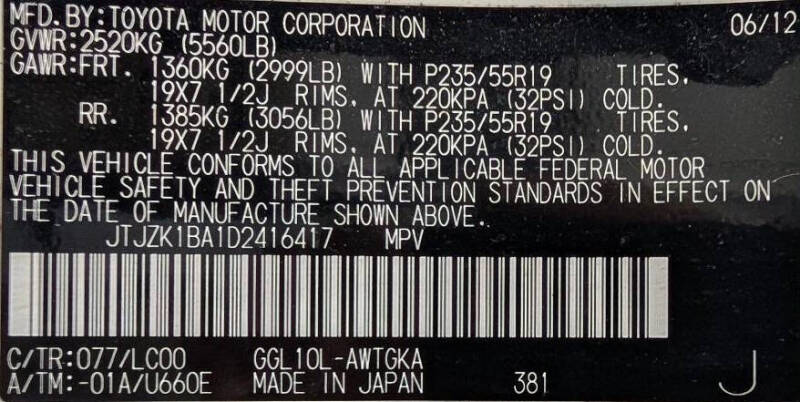 MFD.BY:TOYOTA MOTOR CORPORATION 06/12
GVWR:2520KG (5560LB)
GAWR:FRT. 1360KG (2999LB) WITH P235/55R19 TIRES,
19X7 1/2J RIMS, AT 220KPA (32PSI) COLD.
RR. 1385KG (3056LB) WITH P235/55R19 TIRES,
19X7 1/2J RIMS, AT 220KPA (32PSI) COLD.
THIS VEHICLE CONFORMS TO ALL APPLICABLE FEDERAL MOTOR
VEHICLE SAFETY AND THEFT PREVENTION STANDARDS IN EFFECT ON
THE DATE OF MANUFACTURE SHOWN ABOVE.
JTJZK1BA1D2416417 MPV
C/TR:077/LC00 GGL10L-AWTGKA
A/TM:-01A/U660E MADE IN JAPAN 381 J